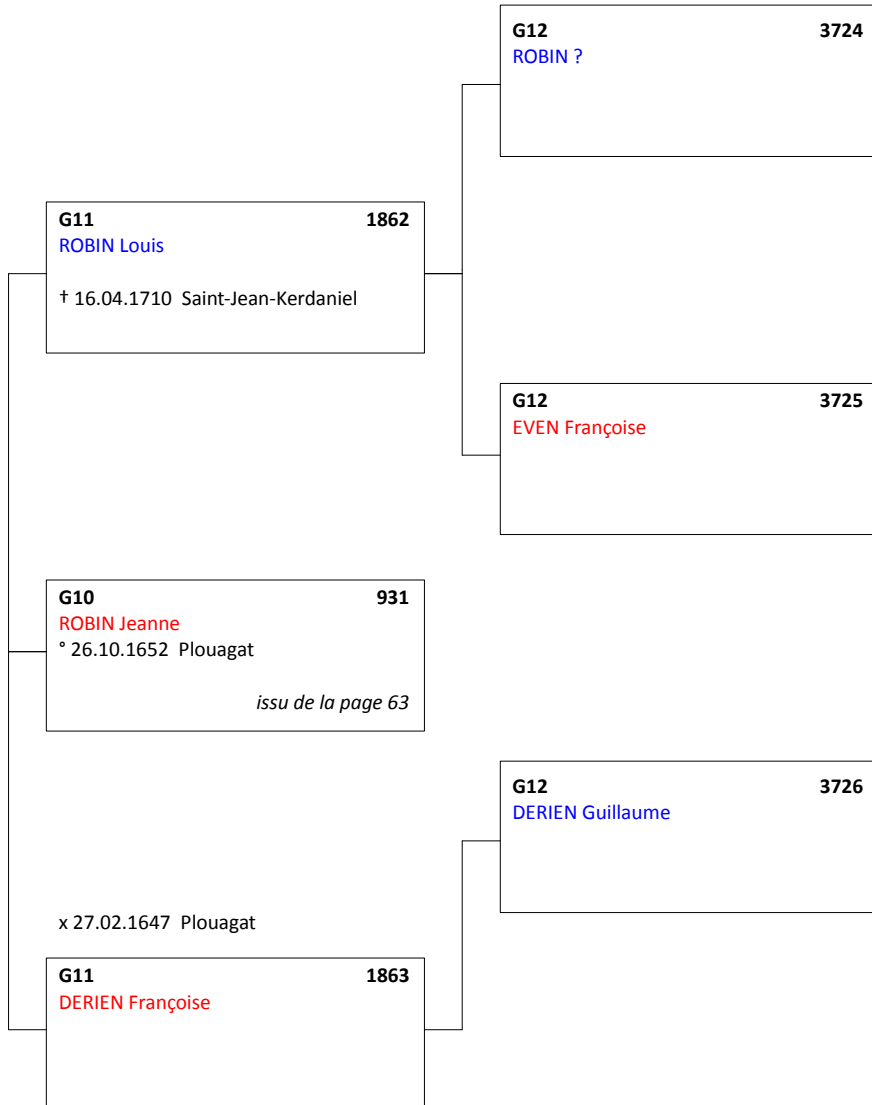 G12 3724
ROBIN ?
G11 1862
ROBIN Louis
† 16.04.1710 Saint-Jean-Kerdaniel
G12 3725
EVEN Françoise
G10 931
ROBIN Jeanne
° 26.10.1652 Plouagat
issu de la page 63
G12 3726
DERIEN Guillaume
x 27.02.1647 Plouagat
G11 1863
DERIEN Françoise